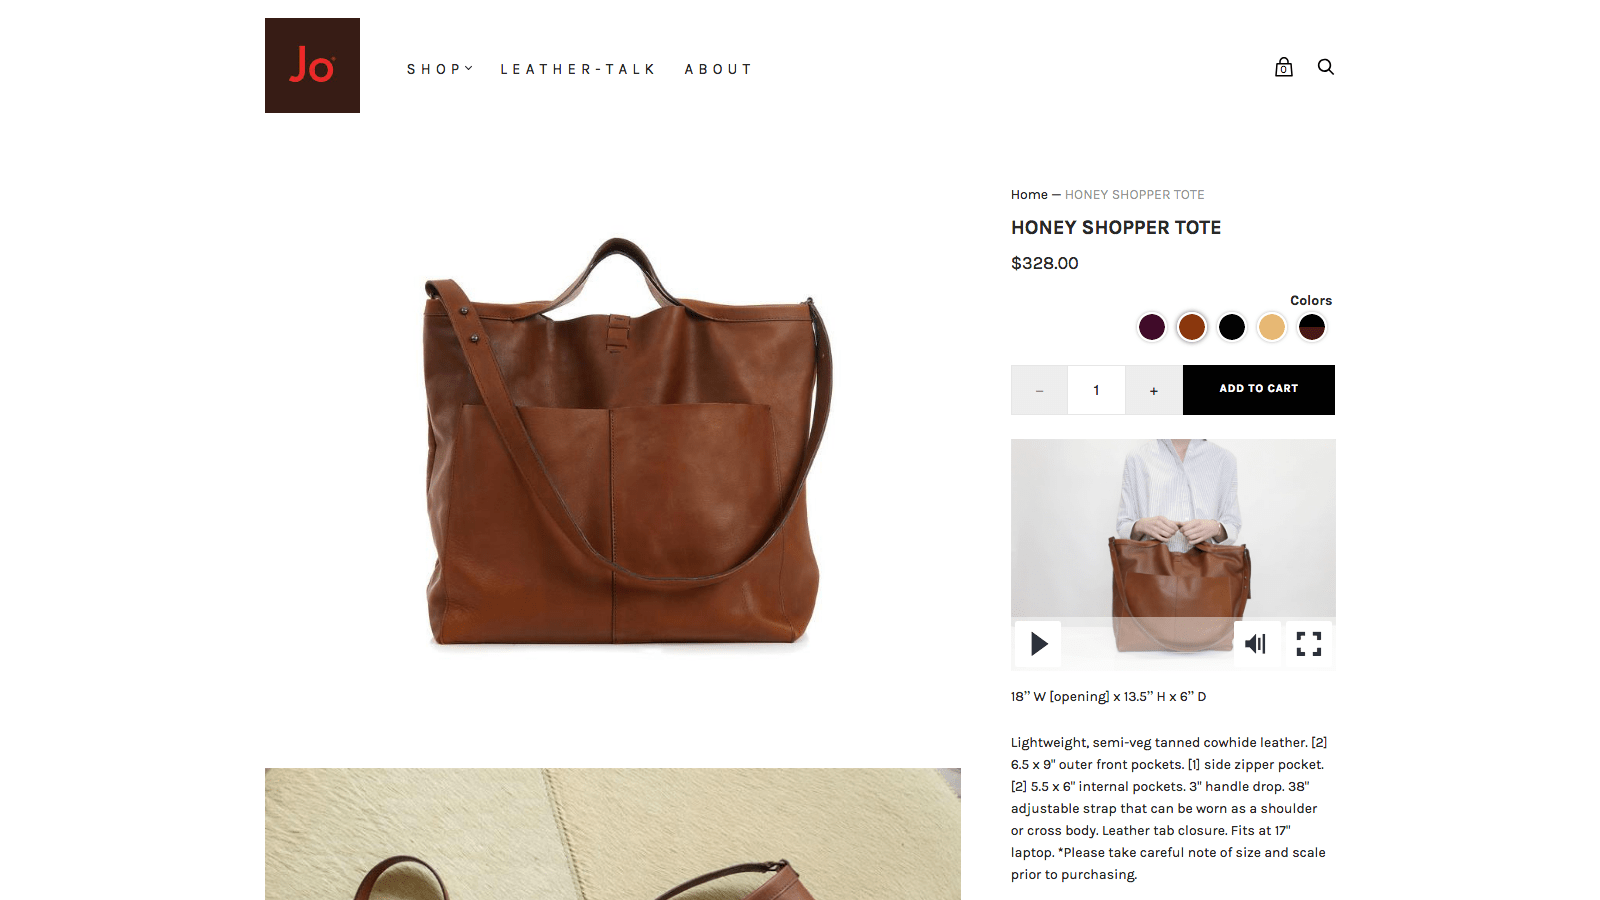 Jo
SHOP
LEATHER-TALK
ABOUT
0
Home — HONEY SHOPPER TOTE
HONEY SHOPPER TOTE
$328.00
Colors
− 1 + ADD TO CART
18” W [opening] x 13.5” H x 6” D
Lightweight, semi-veg tanned cowhide leather. [2]
6.5 x 9" outer front pockets. [1] side zipper pocket.
[2] 5.5 x 6" internal pockets. 3" handle drop. 38"
adjustable strap that can be worn as a shoulder
or cross body. Leather tab closure. Fits at 17"
laptop. *Please take careful note of size and scale
prior to purchasing.